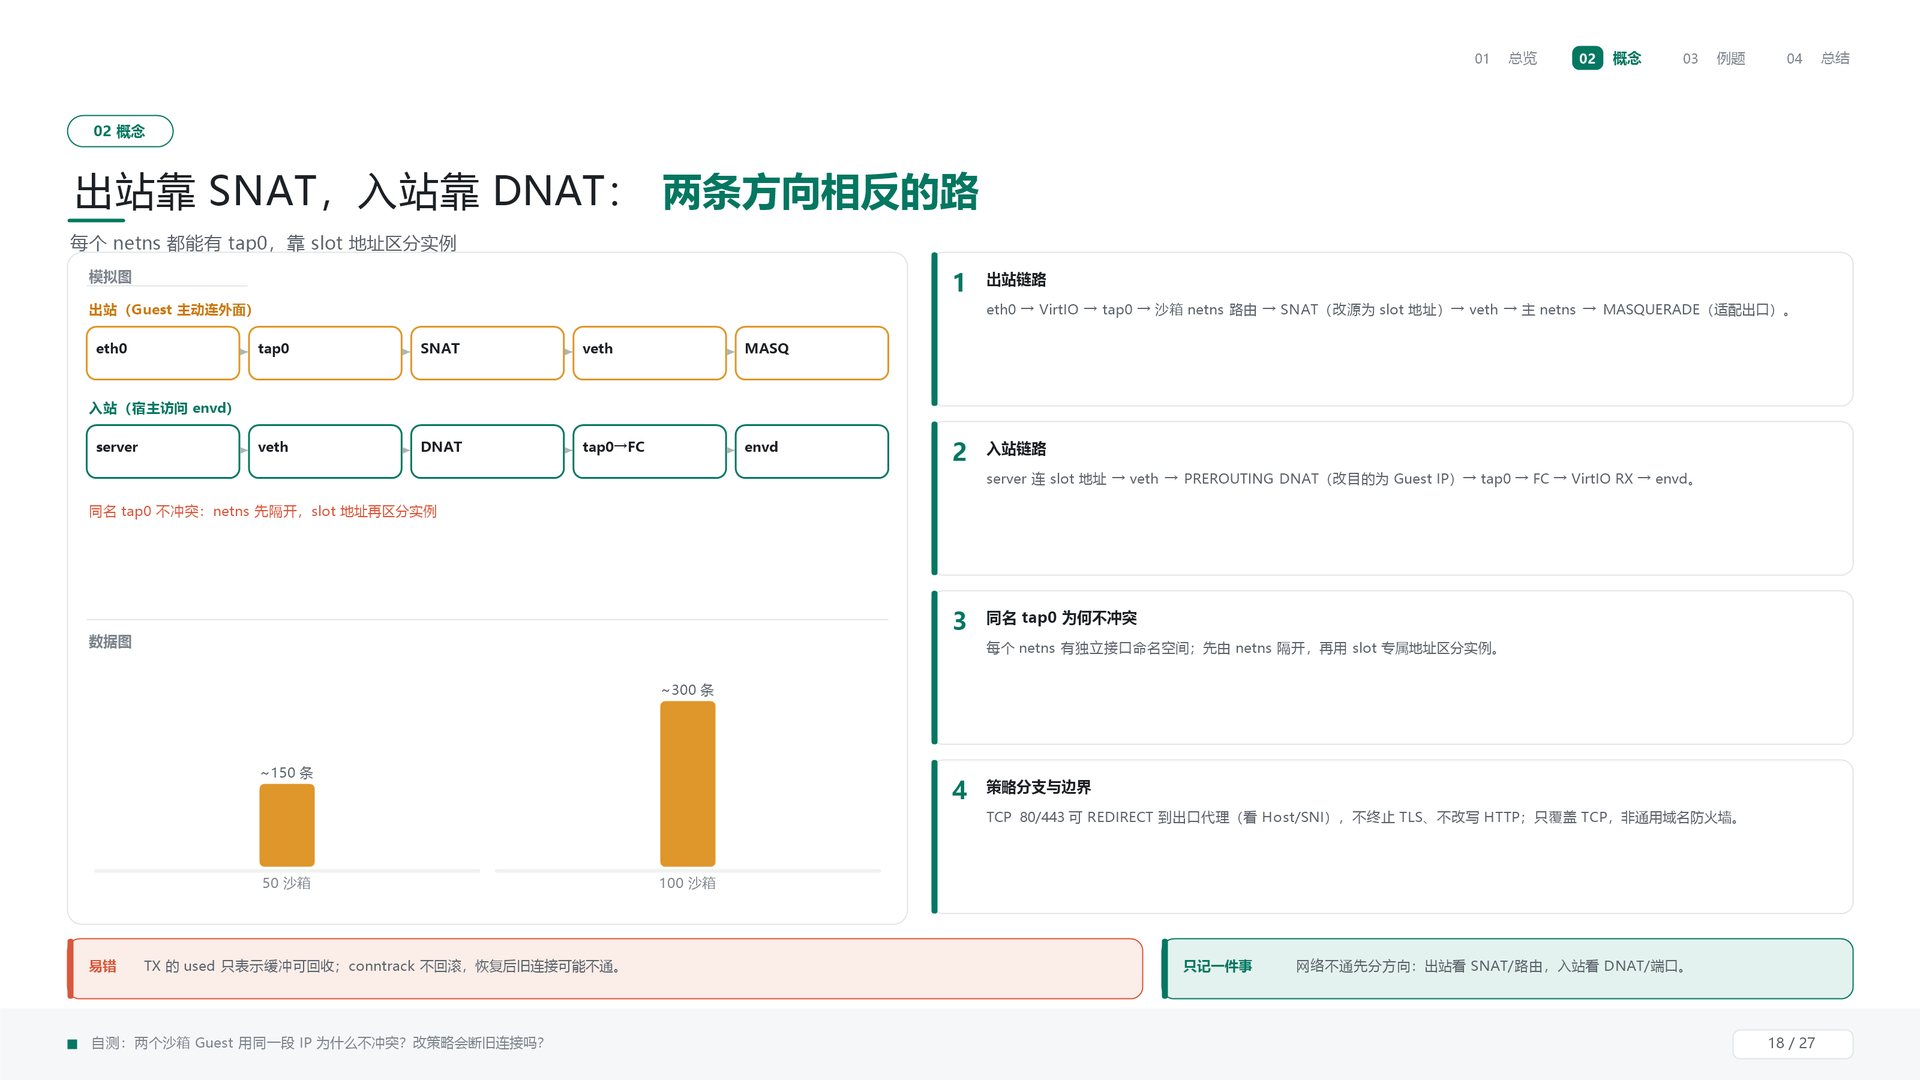 01 总览 02 概念 03 例题 04 总结
02 概念
出站靠 SNAT，入站靠 DNAT： 两条方向相反的路
每个 netns 都能有 tap0，靠 slot 地址区分实例
模拟图
出站（Guest 主动连外面）
eth0 tap0 SNAT veth MASQ
入站（宿主访问 envd）
server veth DNAT tap0→FC envd
同名 tap0 不冲突：netns 先隔开，slot 地址再区分实例
数据图
~150 条
~300 条
50 沙箱
100 沙箱
1 出站链路
eth0 → VirtIO → tap0 → 沙箱 netns 路由 → SNAT（改源为 slot 地址）→ veth → 主 netns → MASQUERADE（适配出口）。
2 入站链路
server 连 slot 地址 → veth → PREROUTING DNAT（改目的为 Guest IP）→ tap0 → FC → VirtIO RX → envd。
3 同名 tap0 为何不冲突
每个 netns 有独立接口命名空间；先由 netns 隔开，再用 slot 专属地址区分实例。
4 策略分支与边界
TCP 80/443 可 REDIRECT 到出口代理（看 Host/SNI），不终止 TLS、不改写 HTTP；只覆盖 TCP，非通用域名防火墙。
易错 TX 的 used 只表示缓冲可回收；conntrack 不回滚，恢复后旧连接可能不通。
只记一件事 网络不通先分方向：出站看 SNAT/路由，入站看 DNAT/端口。
自测：两个沙箱 Guest 用同一段 IP 为什么不冲突？改策略会断旧连接吗？
18 / 27